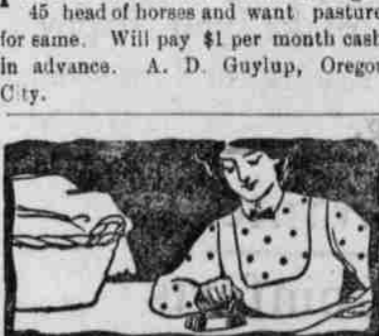 45 head of horses and want pasture
for same. Will pay $1 per month cash
in advance. A. D. Guylup, Oregon
City.